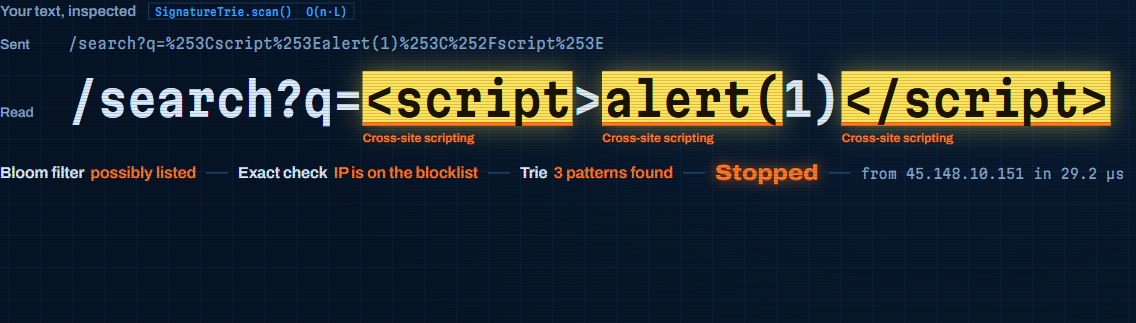 Your text, inspected SignatureTrie.scan() O(n·L)
Sent /search?q=%253Cscript%253Ealert(1)%253C%252Fscript%253E
Read /search?q=<script>alert(1)</script>
Cross-site scripting Cross-site scripting Cross-site scripting
Bloom filter possibly listed — Exact check IP is on the blocklist — Trie 3 patterns found — Stopped — from 45.148.10.151 in 29.2 µs